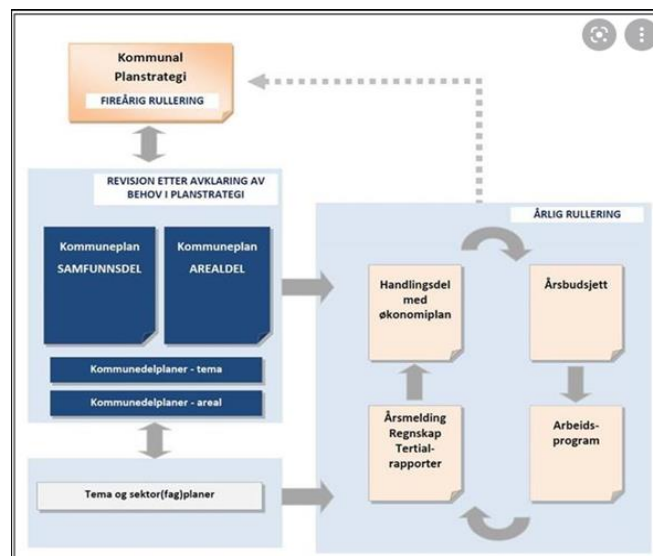 Kommunal
Planstrategi
FIREÅRIG RULLERING
REVISJON ETTER AVKLARING AV
BEHOV I PLANSTRATEGI
Kommuneplan
SAMFUNNSDEL
Kommuneplan
AREALDEL
Kommunedelplaner - tema
Kommunedelplaner - areal
Tema og sektor(fag)planer
ÅRLIG RULLERING
Handlingsdel
med
økonomiplan
Årsbudsjett
Årsmelding
Regnskap
Tertial-
rapporter
Arbeids-
program